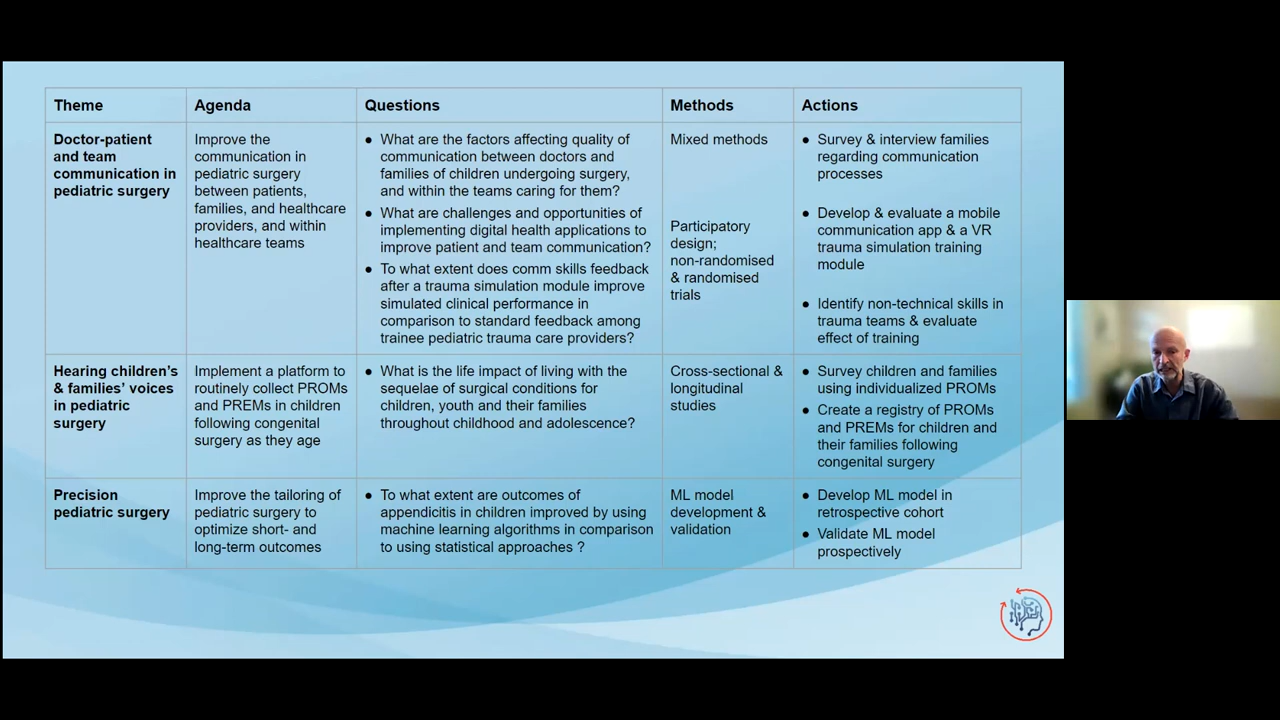 Theme
Agenda
Questions
Methods
Actions
Doctor-patient
and team
communication in
pediatric surgery
Improve the
communication in
pediatric surgery
between patients,
families, and healthcare
providers, and within
healthcare teams
● What are the factors affecting quality of
communication between doctors and
families of children undergoing surgery,
and within the teams caring for them?
● What are challenges and opportunities of
implementing digital health applications to
improve patient and team communication?
● To what extent does comm skills feedback
after a trauma simulation module improve
simulated clinical performance in
comparison to standard feedback among
trainee pediatric trauma care providers?
Mixed methods
Participatory
design;
non-randomised
& randomised
trials
● Survey & interview families
regarding communication
processes
● Develop & evaluate a mobile
communication app & a VR
trauma simulation training
module
● Identify non-technical skills in
trauma teams & evaluate
effect of training
Hearing children's
& families' voices
in pediatric
surgery
Implement a platform to
routinely collect PROMs
and PREMs in children
following congenital
surgery as they age
● What is the life impact of living with the
sequelae of surgical conditions for
children, youth and their families
throughout childhood and adolescence?
Cross-sectional &
longitudinal
studies
● Survey children and families
using individualized PROMs
● Create a registry of PROMs
and PREMs for children and
their families following
congenital surgery
Precision
pediatric surgery
Improve the tailoring of
pediatric surgery to
optimize short- and
long-term outcomes
● To what extent are outcomes of
appendicitis in children improved by using
machine learning algorithms in comparison
to using statistical approaches ?
ML model
development &
validation
● Develop ML model in
retrospective cohort
● Validate ML model
prospectively